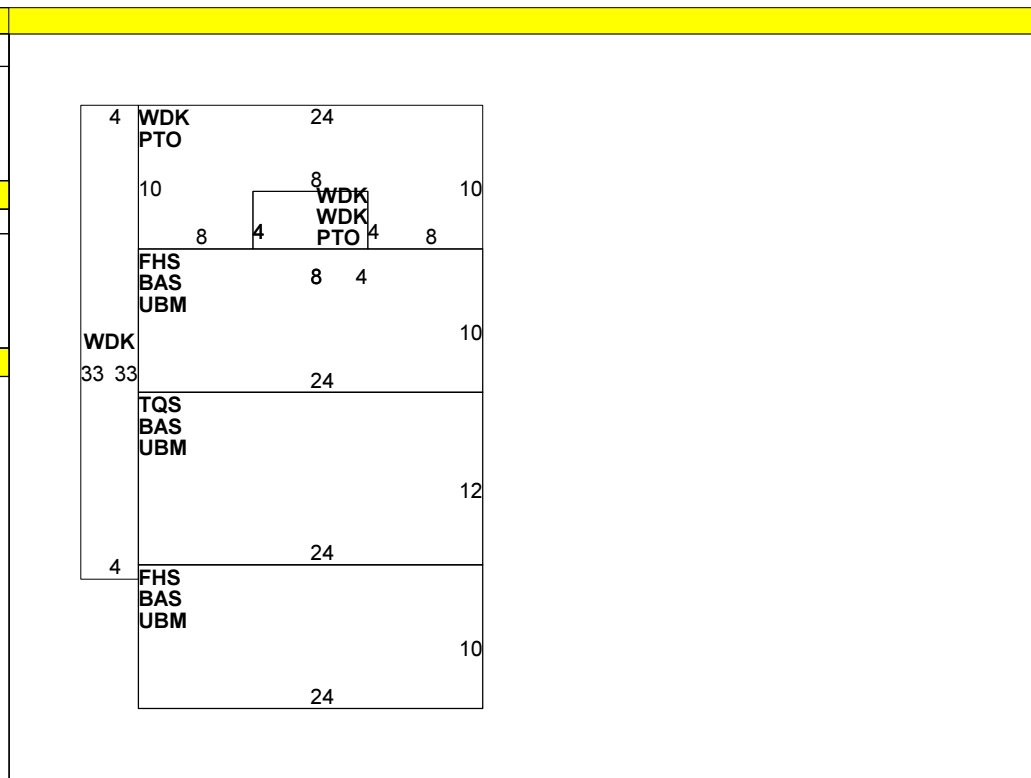 4 WDK 24
PTO
10 8 10
WDK
WDK
8 4 PTO 4 8
FHS
BAS 8 4
UBM
10
WDK
33 33 24
TQS
BAS
UBM
12
24
4 FHS
BAS
UBM
10
24